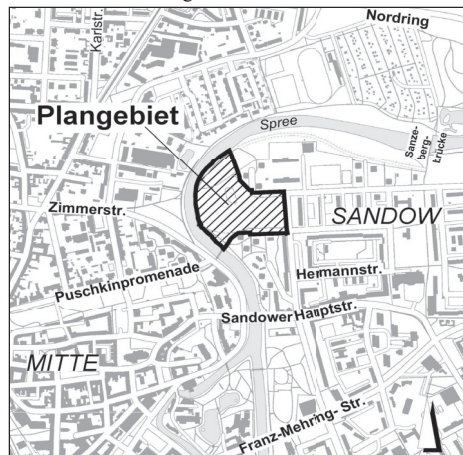 Nordring
Karlstr.
Plangebiet
Spree
Sanze-
berg-
brücke
Zimmerstr.
SANDOW
Puschkinpromenade
Hermannstr.
Sandower Hauptstr.
MITTE
Franz-Mehring- Str.